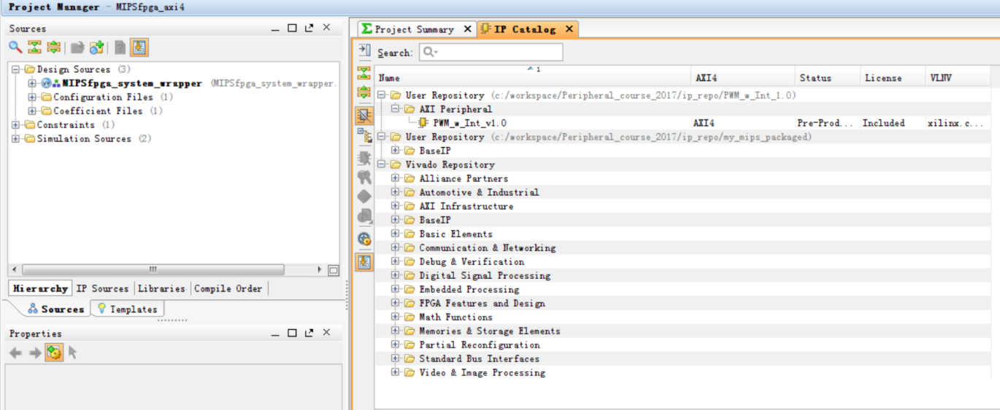 Project Manager - MIPSfpga_axi4
Sources
Design Sources (3)
MIPSfpga_system_wrapper (MIPSfpga_system_wrapper.
Configuration Files (1)
Coefficient Files (1)
Constraints (1)
Simulation Sources (2)
Hierarchy IP Sources Libraries Compile Order
Sources Templates
Properties
Project Summary IP Catalog
Search:
Name 1 AXI4 Status License VLNV
User Repository (c:/workspace/Peripheral_course_2017/ip_repo/PWM_w_Int_1.0)
AXI Peripheral
PWM_w_Int_v1.0 AXI4 Pre-Prod... Included xilinx.c...
User Repository (c:/workspace/Peripheral_course_2017/ip_repo/my_mips_packaged)
BaseIP
Vivado Repository
Alliance Partners
Automotive & Industrial
AXI Infrastructure
BaseIP
Basic Elements
Communication & Networking
Debug & Verification
Digital Signal Processing
Embedded Processing
FPGA Features and Design
Math Functions
Memories & Storage Elements
Partial Reconfiguration
Standard Bus Interfaces
Video & Image Processing